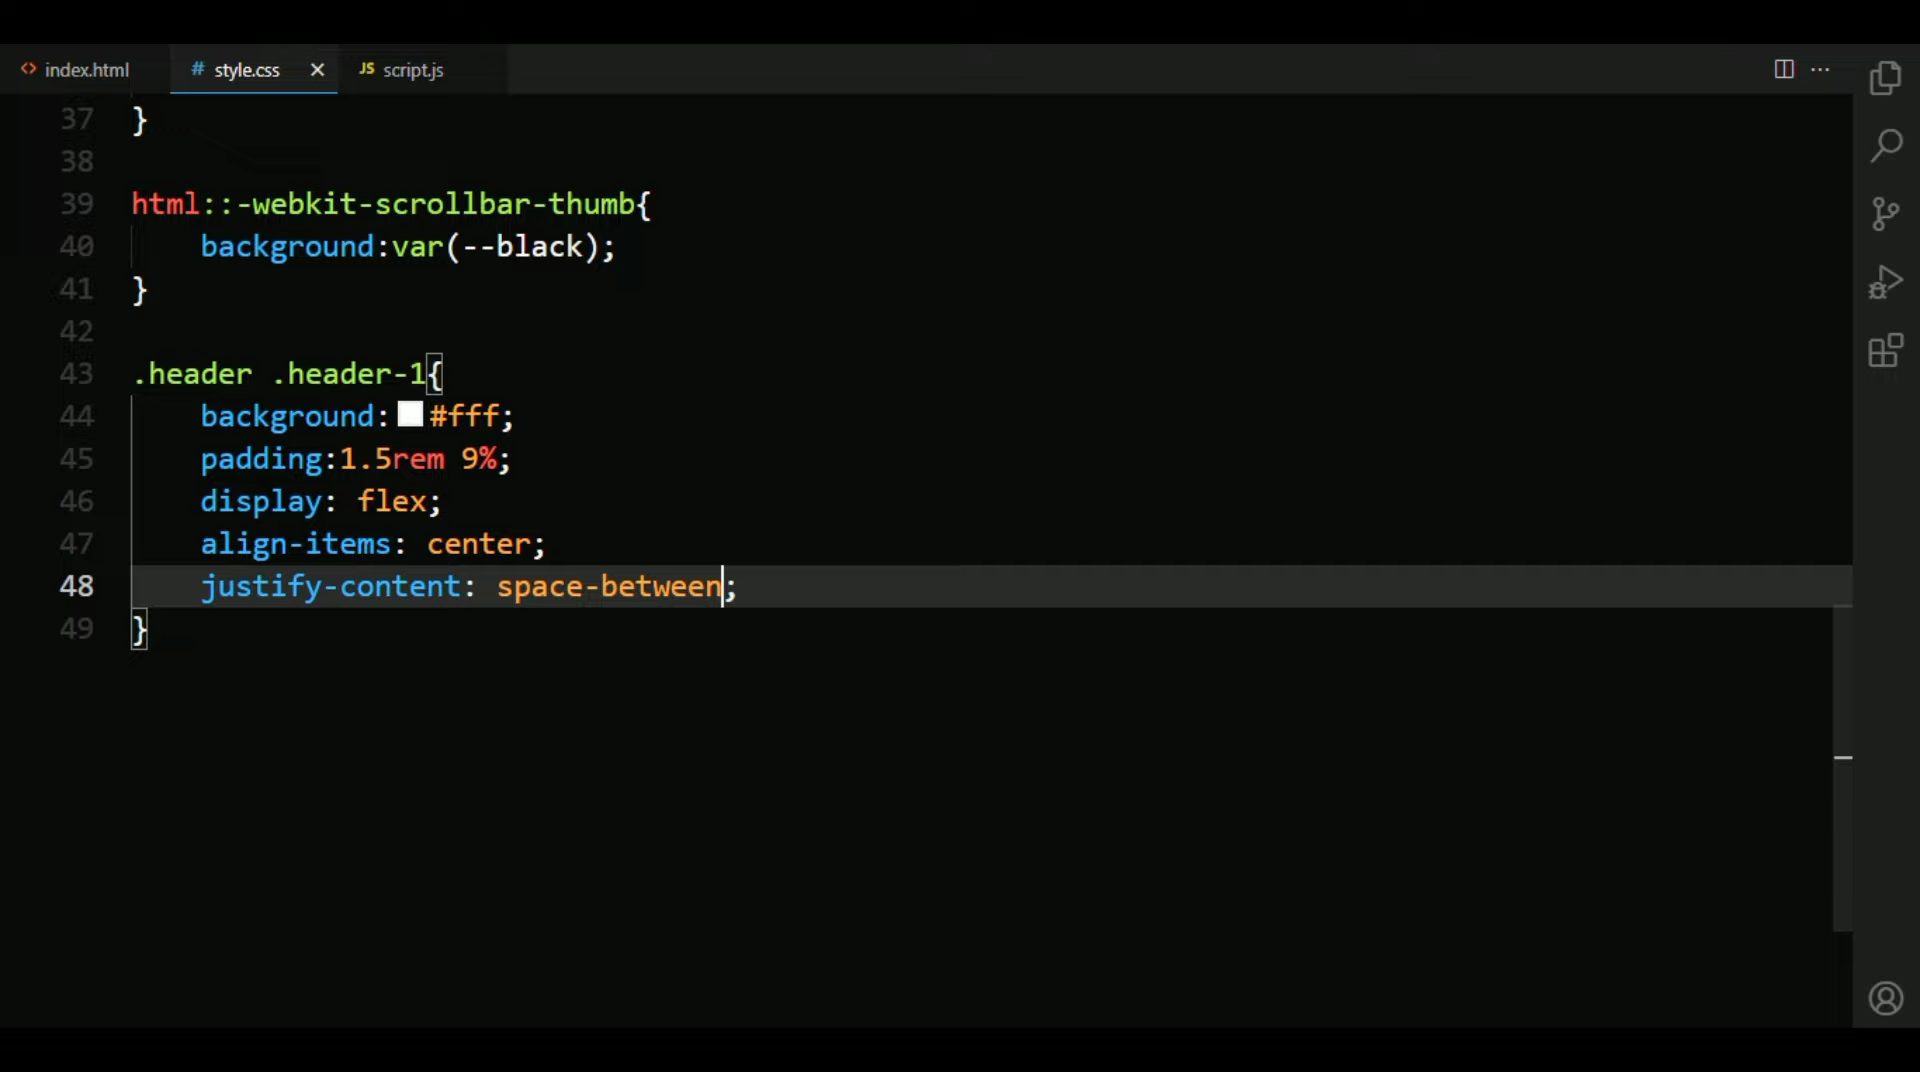 index.html # style.css JS script.js
37 }
38
39 html::-webkit-scrollbar-thumb{
40     background:var(--black);
41 }
42
43 .header .header-1{
44     background: #fff;
45     padding:1.5rem 9%;
46     display: flex;
47     align-items: center;
48     justify-content: space-between;
49 }